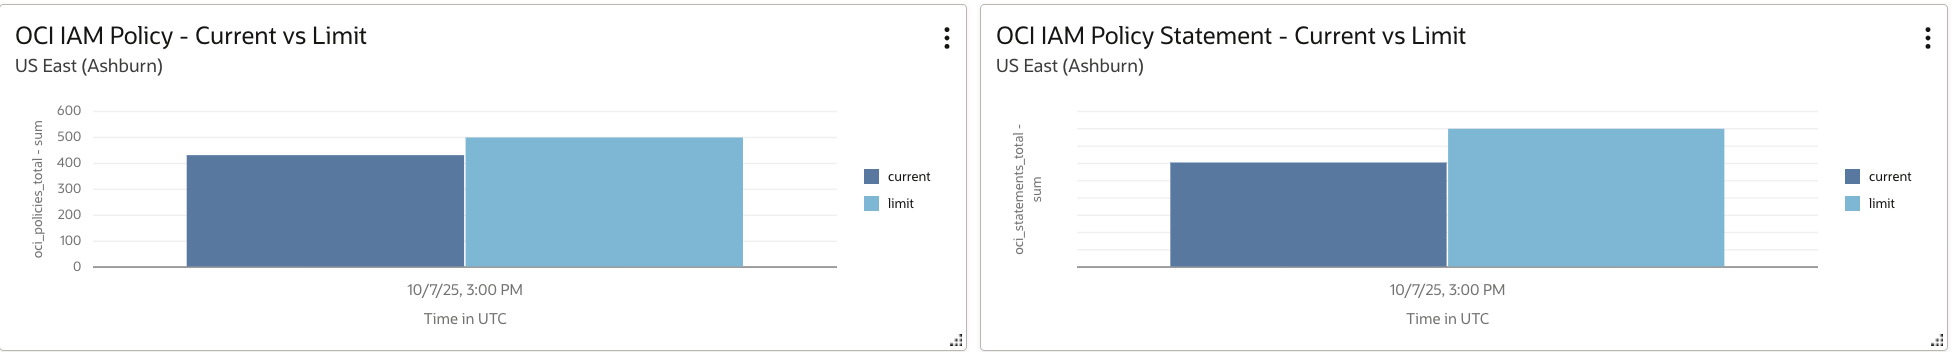 OCI IAM Policy - Current vs Limit
US East (Ashburn)
oci_policies_total - sum
600
500
400
300
200
100
0
10/7/25, 3:00 PM
Time in UTC
current
limit
OCI IAM Policy Statement - Current vs Limit
US East (Ashburn)
oci_statements_total -
sum
10/7/25, 3:00 PM
Time in UTC
current
limit